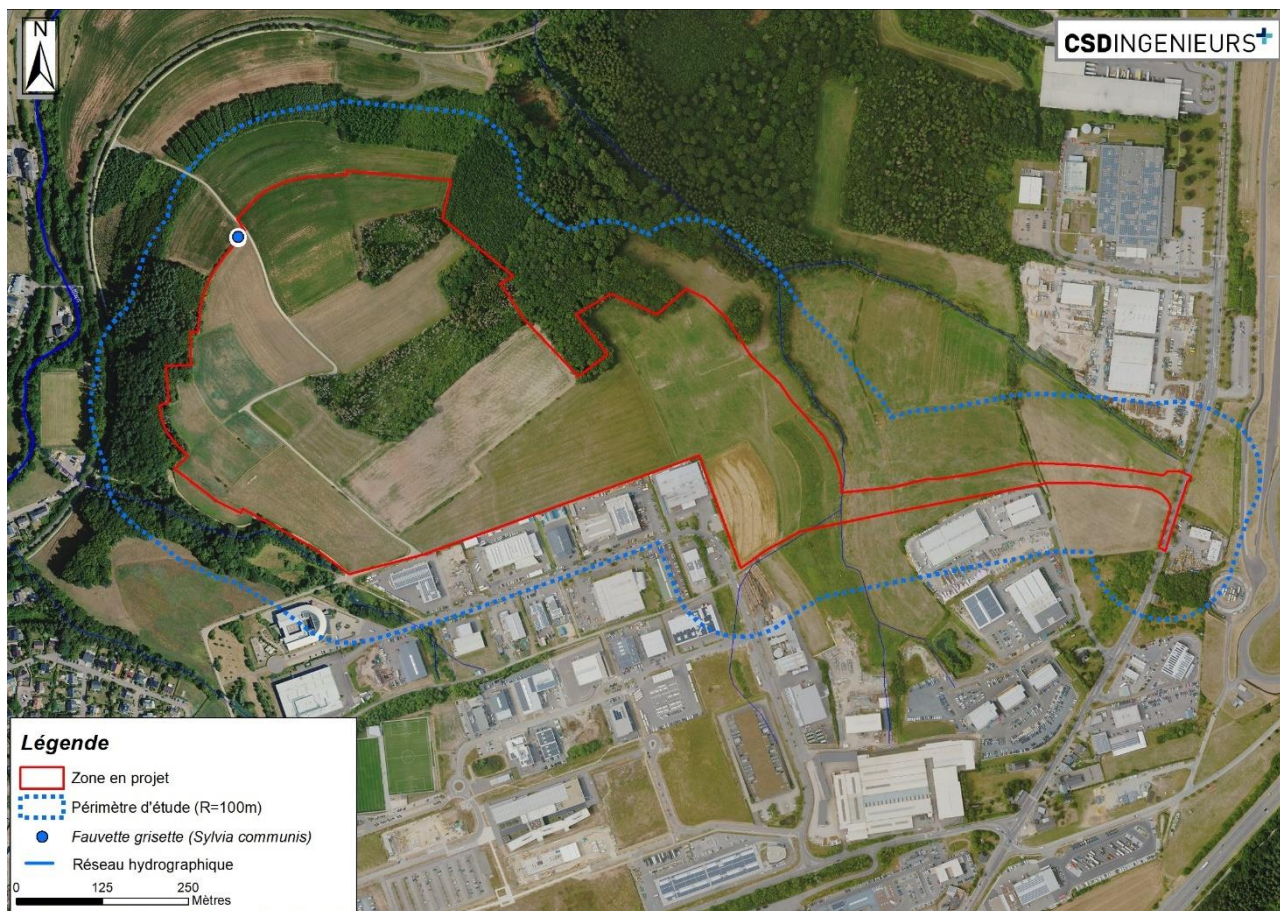 N
CSDINGENIEURS+
Légende
Zone en projet
Périmètre d'étude (R=100m)
Fauvette grisette (Sylvia communis)
Réseau hydrographique
0 125 250
Mètres